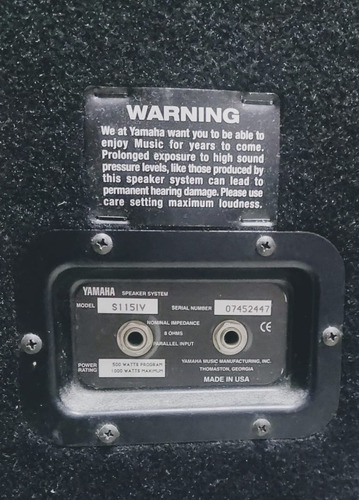 WARNING
We at Yamaha want you to be able to
enjoy Music for years to come.
Prolonged exposure to high sound
pressure levels, like those produced by
this speaker system can lead to
permanent hearing damage. Please use
care setting maximum loudness.
YAMAHA SPEAKER SYSTEM
MODEL S115IV SERIAL NUMBER 07452447
NOMINAL IMPEDANCE
8 OHMS
PARALLEL INPUT
CE
POWER RATING
500 WATTS PROGRAM
1000 WATTS MAXIMUM
YAMAHA MUSIC MANUFACTURING, INC.
THOMASTON, GEORGIA
MADE IN USA